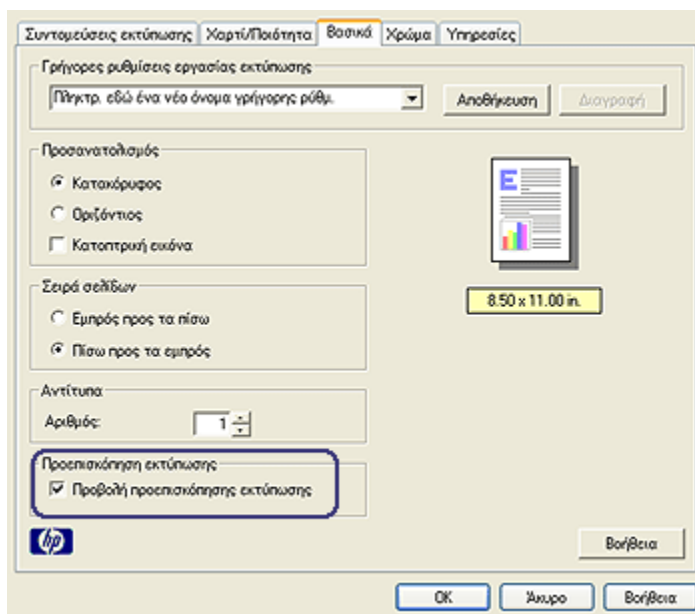 Συντομεύσεις εκτύπωσης Χαρτί/Ποιότητα Βασικά Χρώμα Υπηρεσίες
Γρήγορες ρυθμίσεις εργασίας εκτύπωσης
Πληκτρ. εδώ ένα νέο όνομα γρήγορης ρύθμ. Αποθήκευση Διαγραφή
Προσανατολισμός
Κατακόρυφος
Οριζόντιος
Κατοπτρική εικόνα
E
Σειρά σελίδων
8.50 x 11.00 in.
Εμπρός προς τα πίσω
Πίσω προς τα εμπρός
Αντίτυπα
Αριθμός: 1
Προεπισκόπηση εκτύπωσης
Προβολή προεπισκόπησης εκτύπωσης
hp Βοήθεια
OK Άκυρο Βοήθεια